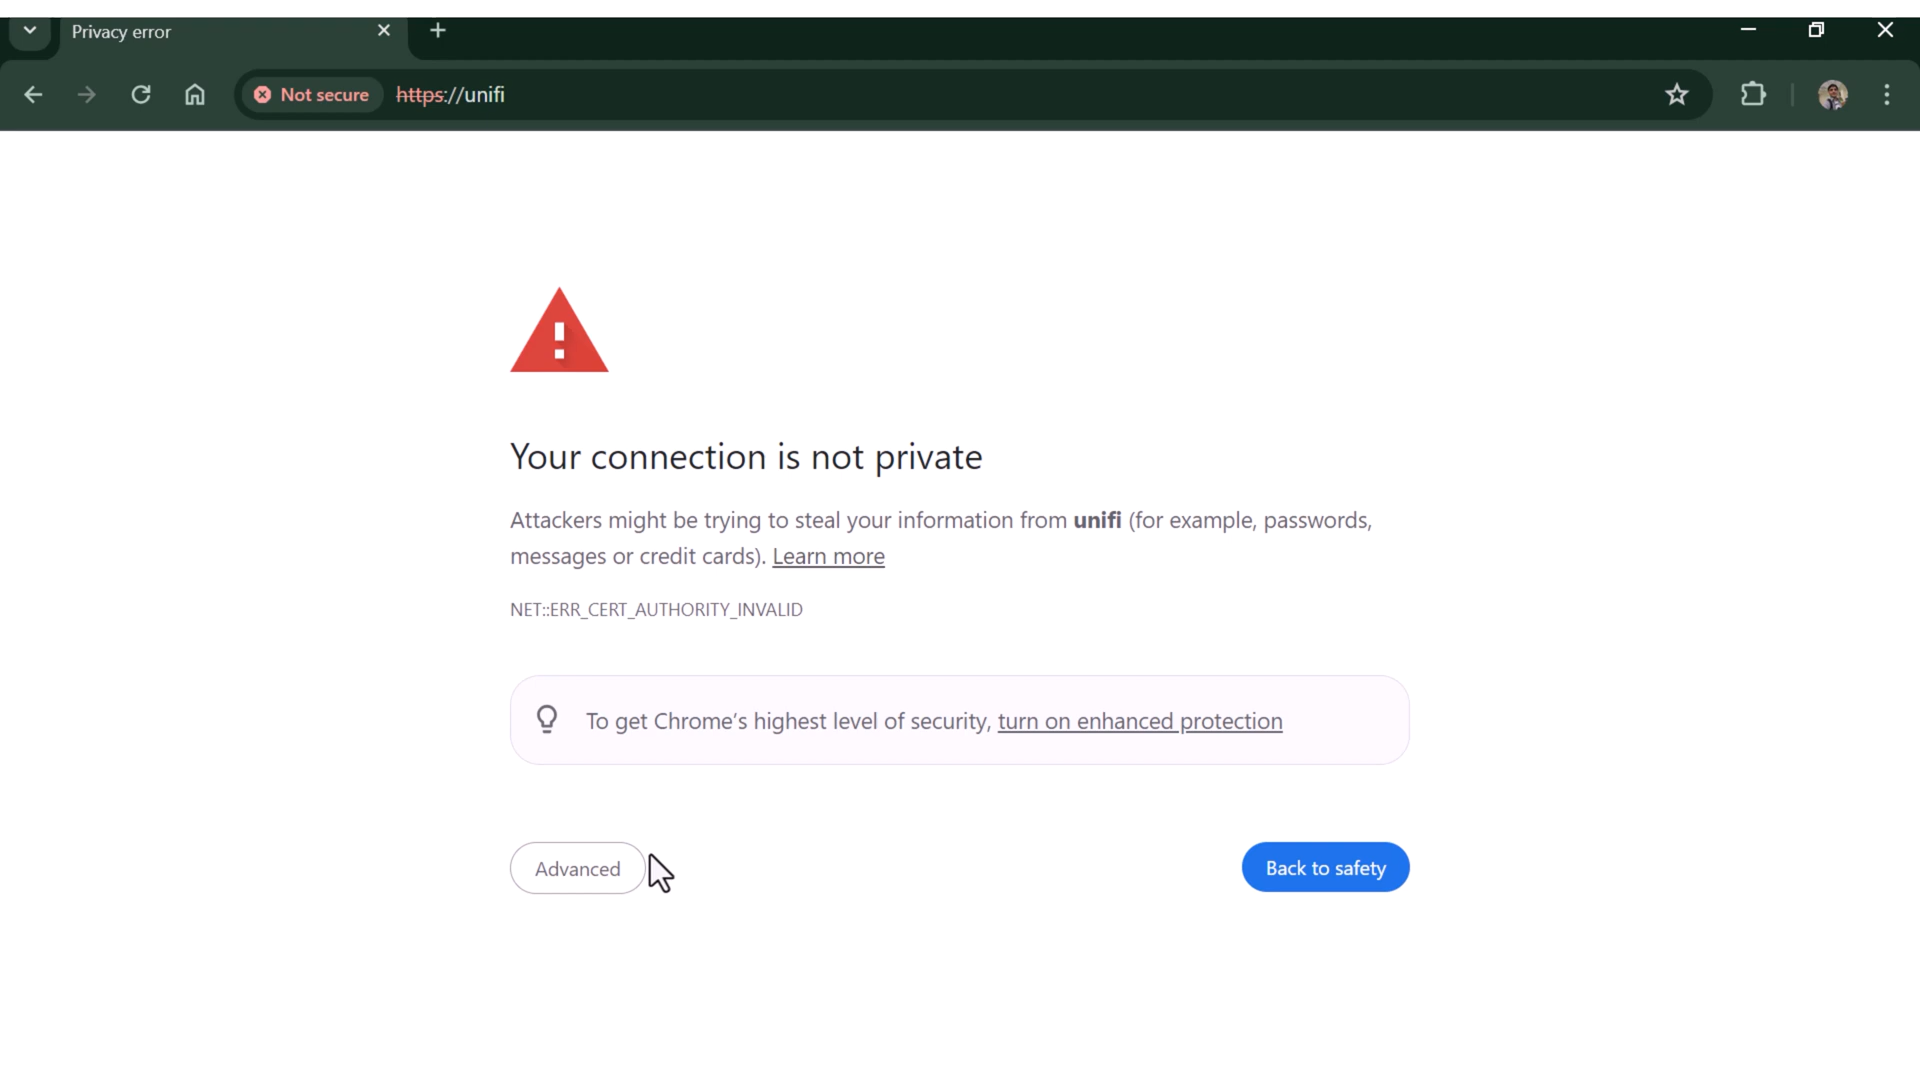 Privacy error
Not secure https://unifi
Your connection is not private
Attackers might be trying to steal your information from unifi (for example, passwords,
messages or credit cards). Learn more
NET::ERR_CERT_AUTHORITY_INVALID
To get Chrome’s highest level of security, turn on enhanced protection
Advanced
Back to safety